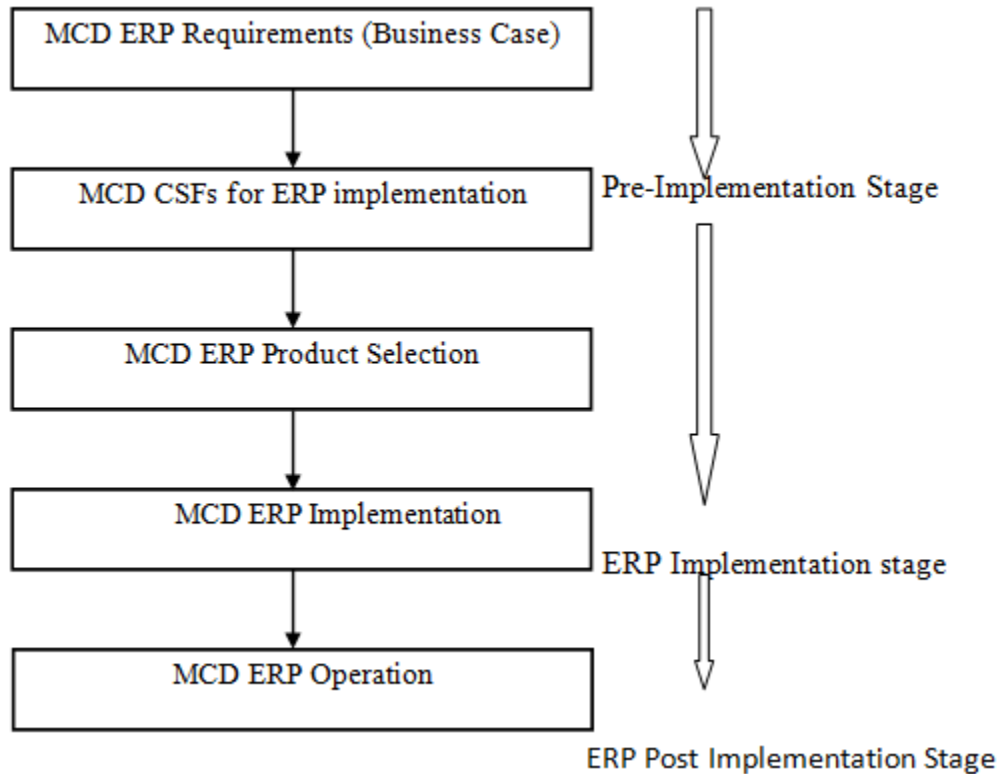 MCD ERP Requirements (Business Case)
MCD CSFs for ERP implementation
Pre-Implementation Stage
MCD ERP Product Selection
MCD ERP Implementation
ERP Implementation stage
MCD ERP Operation
ERP Post Implementation Stage